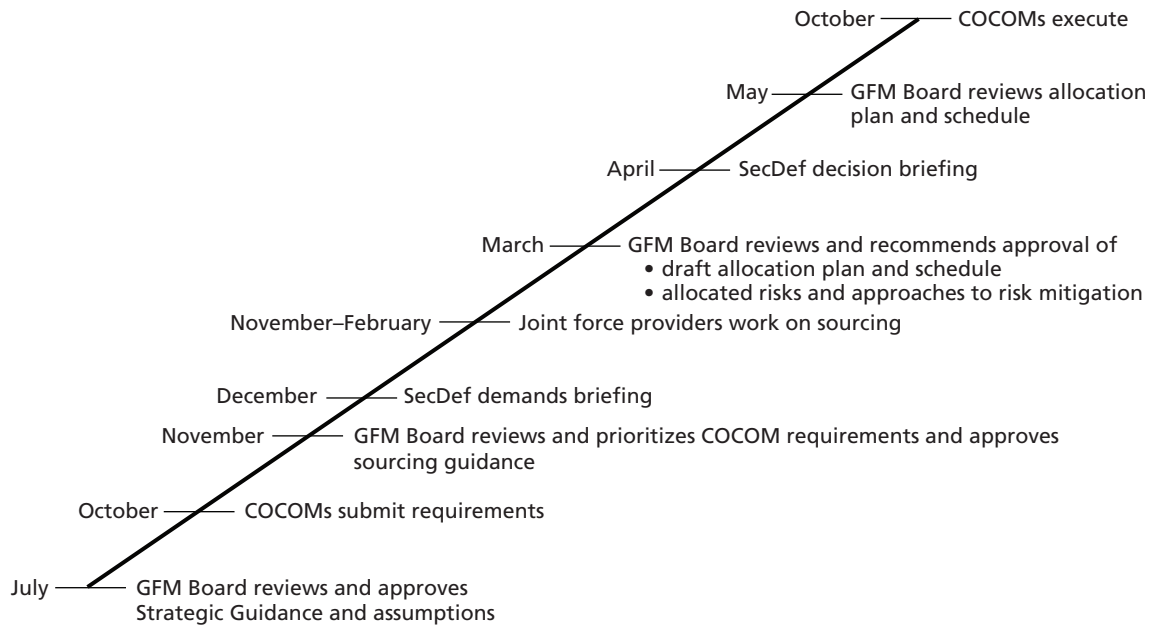 October COCOMs execute
May GFM Board reviews allocation
plan and schedule
April SecDef decision briefing
March GFM Board reviews and recommends approval of
• draft allocation plan and schedule
• allocated risks and approaches to risk mitigation
November–February Joint force providers work on sourcing
December SecDef demands briefing
November GFM Board reviews and prioritizes COCOM requirements and approves
sourcing guidance
October COCOMs submit requirements
July GFM Board reviews and approves
Strategic Guidance and assumptions